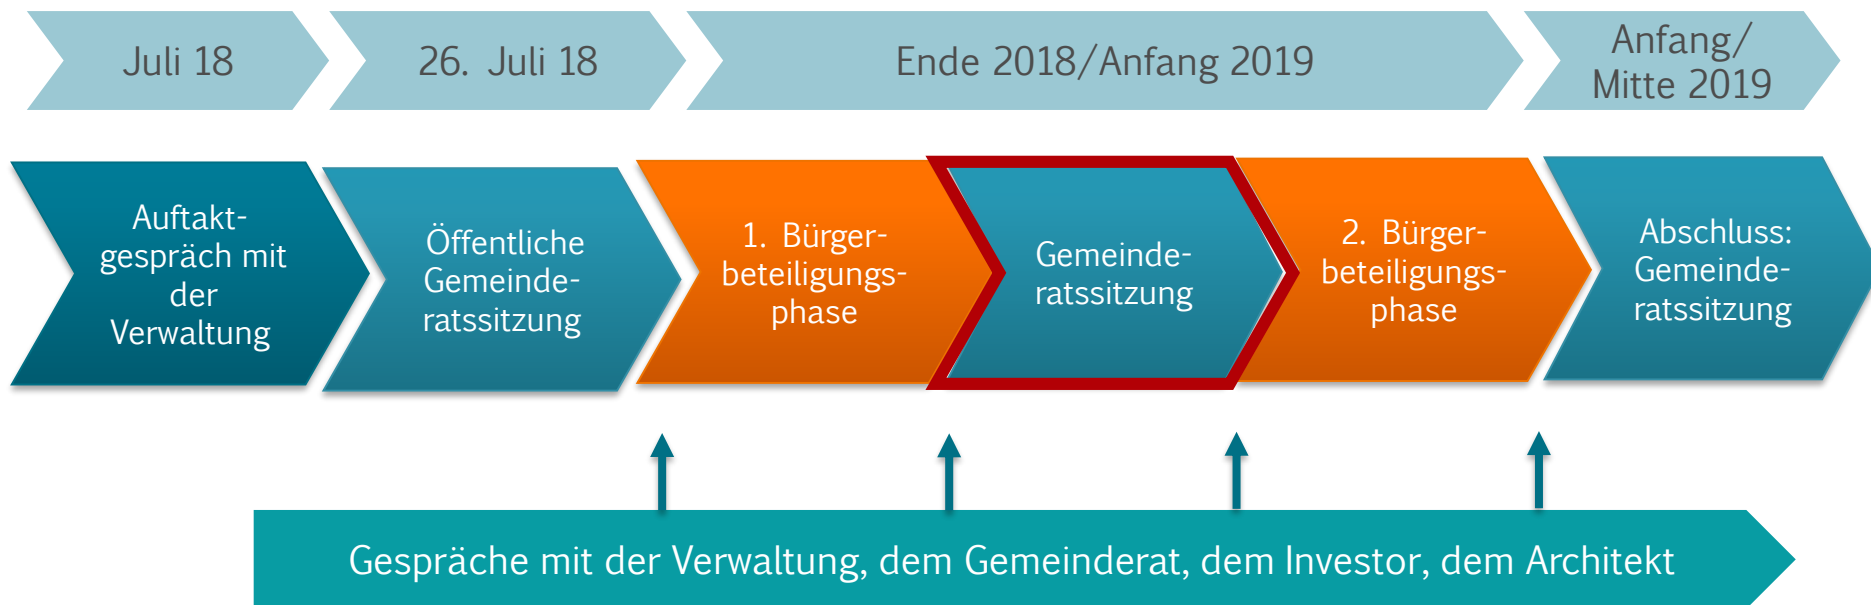 Juli 18
26. Juli 18
Ende 2018/Anfang 2019
Anfang/
Mitte 2019
Auftakt-
gespräch mit
der
Verwaltung
Öffentliche
Gemeinde-
ratssitzung
1. Bürger-
beteiligungs-
phase
Gemeinde-
ratssitzung
2. Bürger-
beteiligungs-
phase
Abschluss:
Gemeinde-
ratssitzung
Gespräche mit der Verwaltung, dem Gemeinderat, dem Investor, dem Architekt